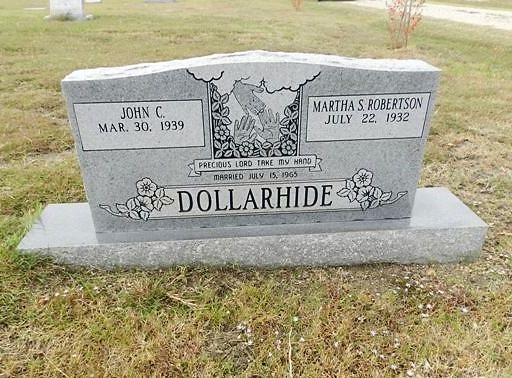 JOHN C.
MAR. 30, 1939
MARTHA S. ROBERTSON
JULY 22, 1932
PRECIOUS LORD TAKE MY HAND
MARRIED JULY 15, 1965
DOLLARHIDE